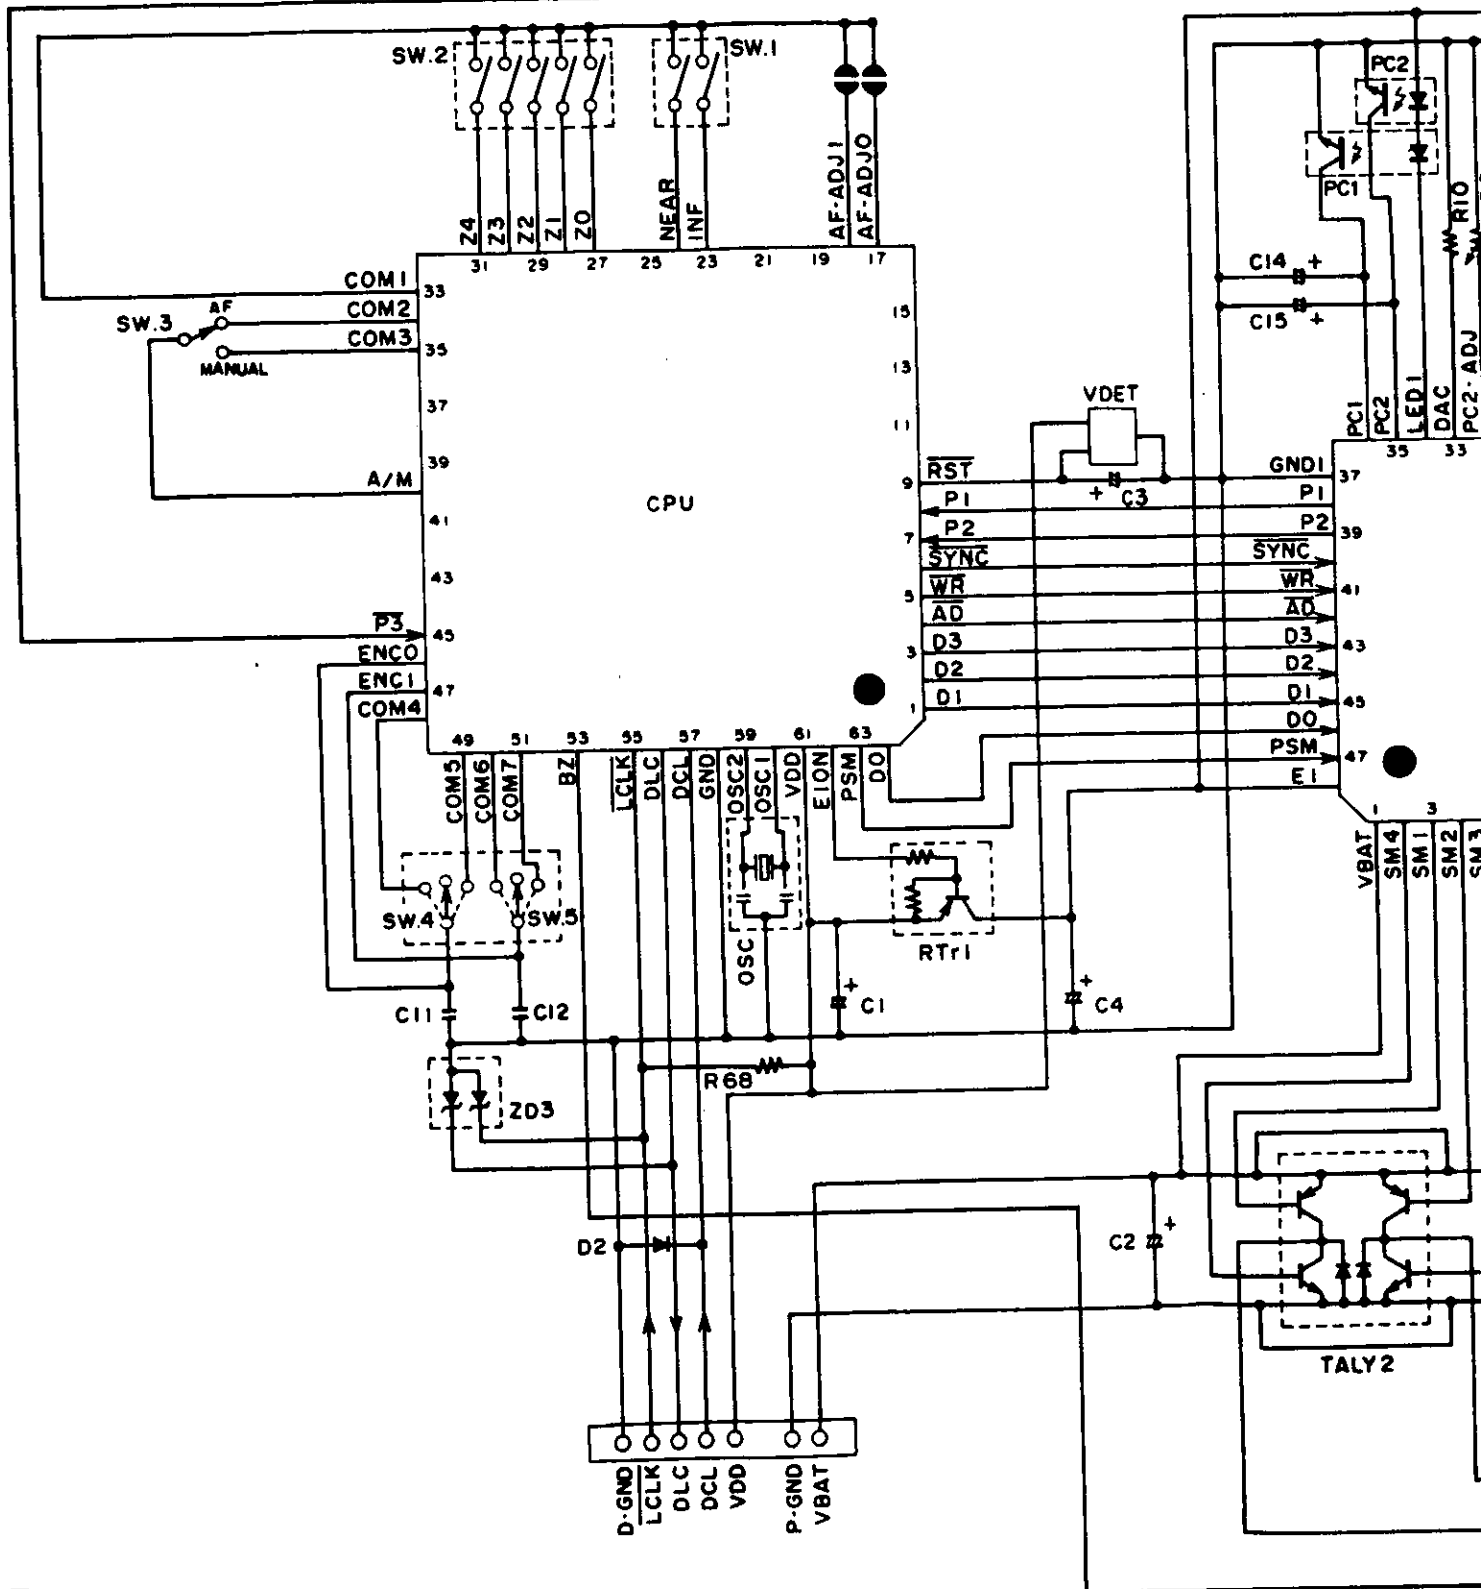 SW.2
SW.1
PC2
PC1
R10
Z4
Z3
Z2
Z1
Z0
NEAR
INF
AF-ADJ1
AF-ADJ0
31
29
27
25
23
21
19
17
COM1
33
AF
COM2
SW.3
COM3
35
MANUAL
15
13
11
37
39
A/M
41
43
CPU
C14 +
C15 +
PC1
PC2
LED1
DAC
PC2-ADJ
35
33
VDET
9
RST
+ C3
GND1
37
P1
P1
7
P2
P2
39
SYNC
SYNC
5
WR
WR
41
AD
AD
3
D3
D3
43
D2
D2
1
D1
D1
45
DO
PSM
47
E1
P3
45
ENC0
ENC1
47
COM4
49
51
53
55
57
59
61
63
COM5
COM6
COM7
BZ
LCLK
DLC
DCL
GND
OSC2
OSC1
VDD
E1ON
PSM
DO
1
3
VBAT
SM4
SM1
SM2
SM3
SW.4
SW.5
OSC
RTr1
C11
C12
+
C1
+
C4
R68
ZD3
D2
C2
+
TALY2
D-GND
LCLK
DLC
DCL
VDD
P-GND
VBAT